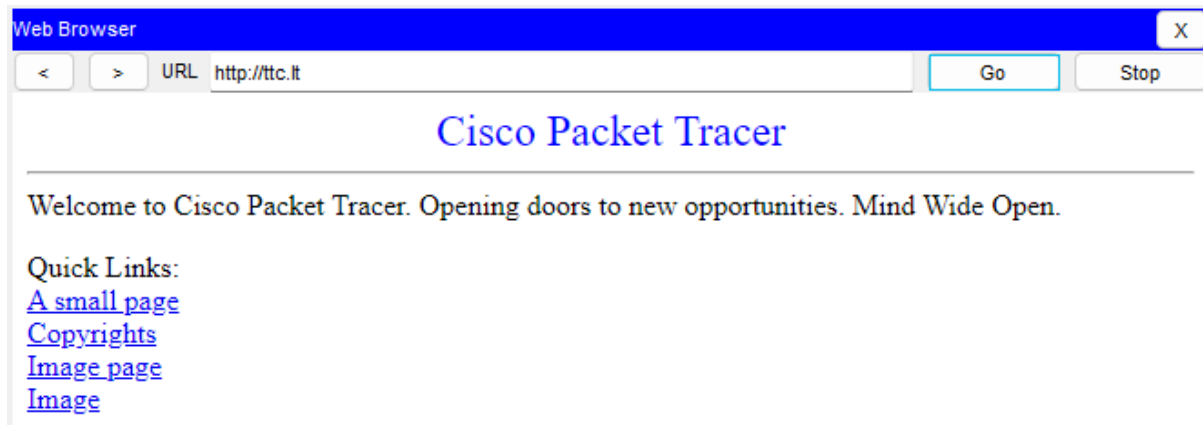 Web Browser X
< > URL http://ttc.lt Go Stop
Cisco Packet Tracer
Welcome to Cisco Packet Tracer. Opening doors to new opportunities. Mind Wide Open.
Quick Links:
A small page
Copyrights
Image page
Image